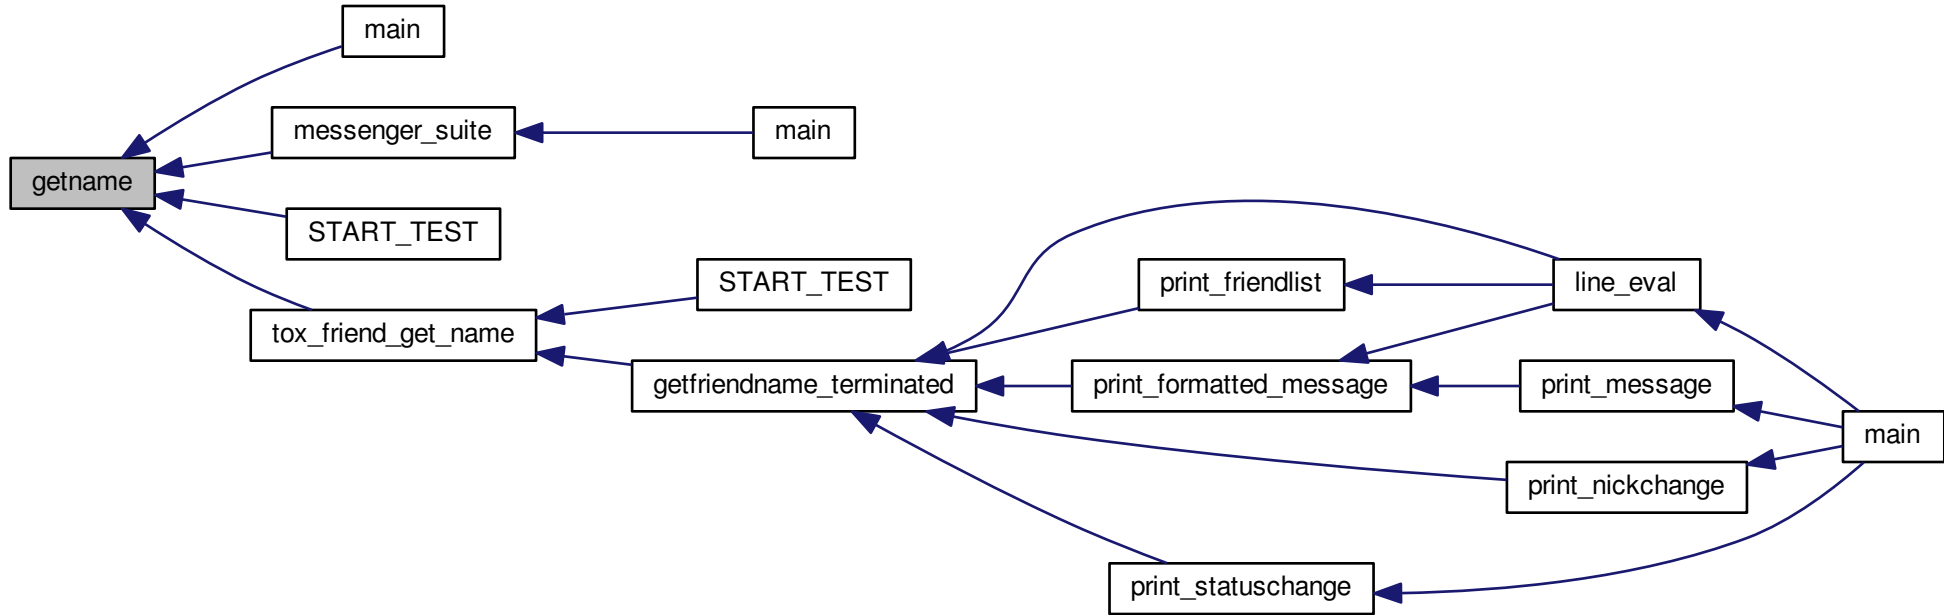 main
messenger_suite
main
getname
START_TEST
START_TEST
print_friendlist
line_eval
tox_friend_get_name
getfriendname_terminated
print_formatted_message
print_message
main
print_nickchange
print_statuschange